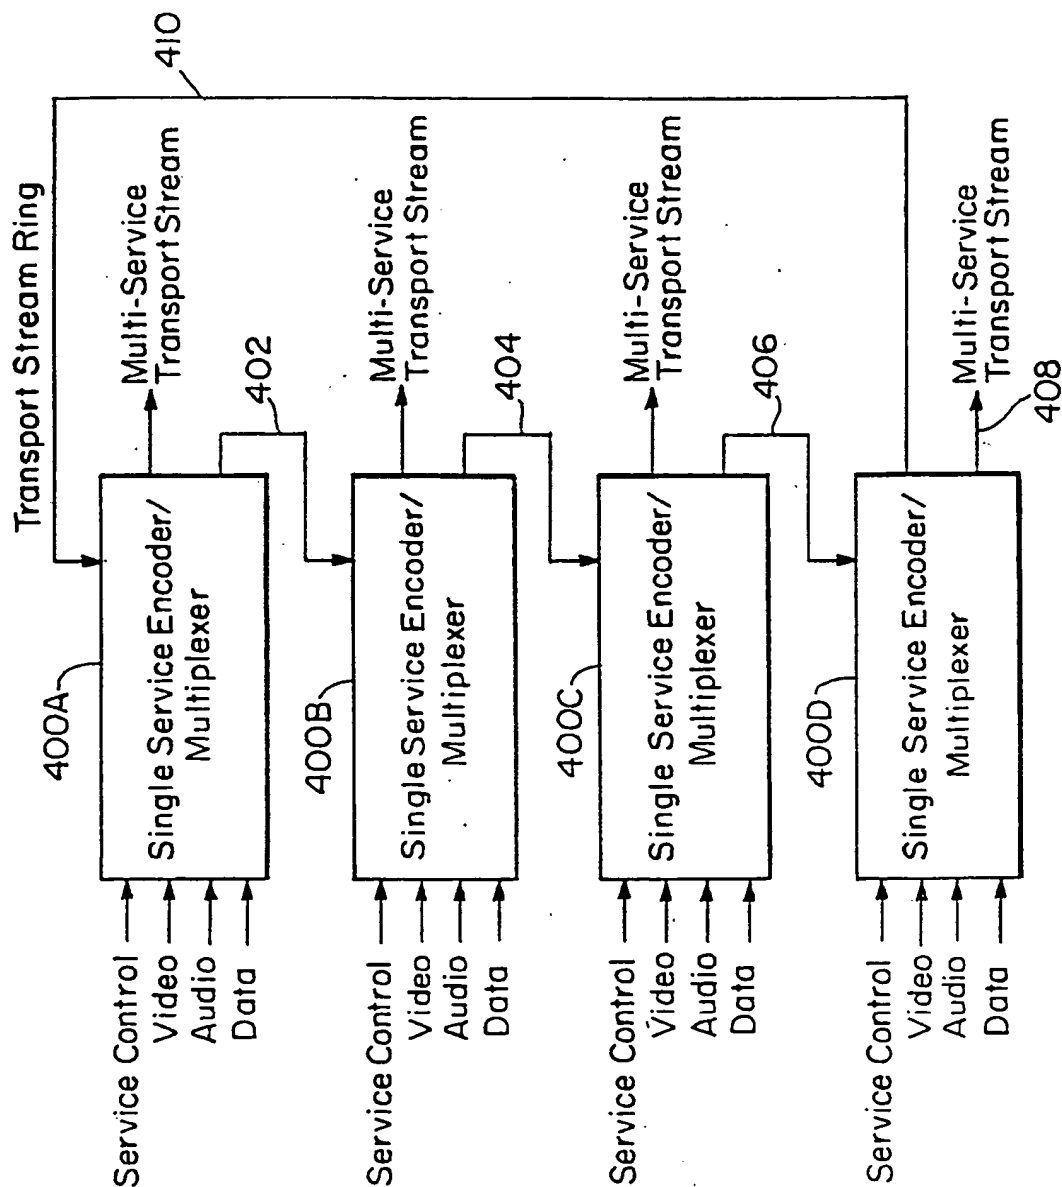 Transport Stream Ring
410
400A
Service Control
Video
Audio
Data
Single Service Encoder/
Multiplexer
Multi-Service
Transport Stream
402
400B
Service Control
Video
Audio
Data
Single Service Encoder/
Multiplexer
Multi-Service
Transport Stream
404
400C
Service Control
Video
Audio
Data
Single Service Encoder/
Multiplexer
Multi-Service
Transport Stream
406
400D
Service Control
Video
Audio
Data
Single Service Encoder/
Multiplexer
Multi-Service
Transport Stream
408